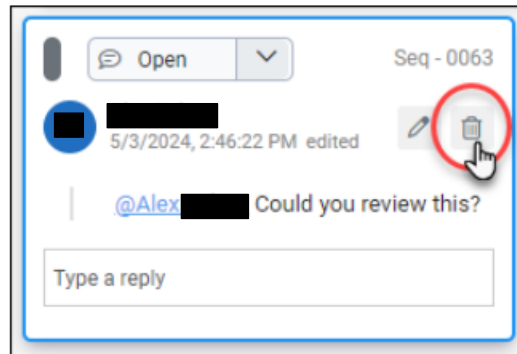 Open
Seq - 0063
5/3/2024, 2:46:22 PM edited
@Alex Could you review this?
Type a reply